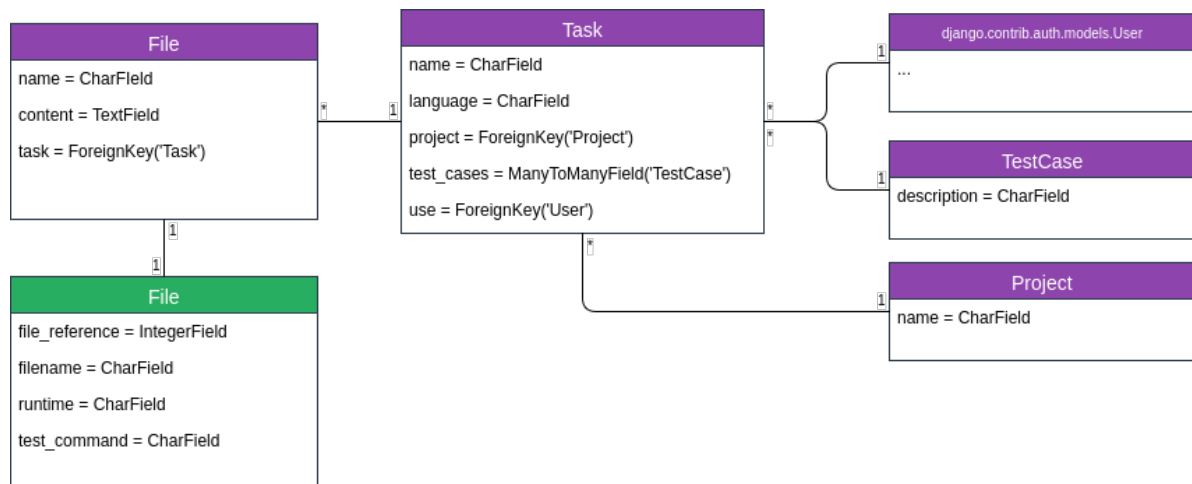 File
name = CharFIeld
content = TextField
task = ForeignKey('Task')
*
1
Task
name = CharField
language = CharField
project = ForeignKey('Project')
test_cases = ManyToManyField('TestCase')
use = ForeignKey('User')
*
*
1
django.contrib.auth.models.User
...
1
TestCase
description = CharField
1
1
File
file_reference = IntegerField
filename = CharField
runtime = CharField
test_command = CharField
*
1
Project
name = CharField